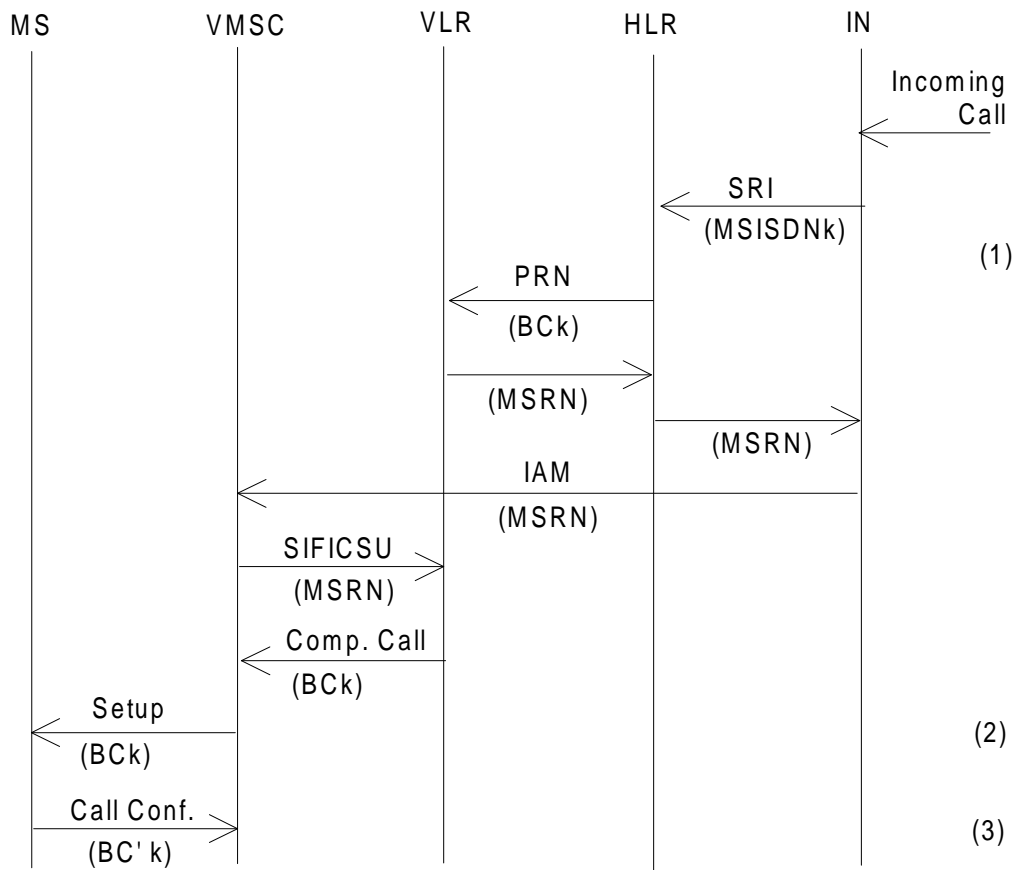 MS VMSC VLR HLR IN
Incoming
Call
SRI
(MSISDNk)
(1)
PRN
(BCk)
(MSRN)
(MSRN)
IAM
(MSRN)
SIFICSU
(MSRN)
Comp. Call
(BCk)
Setup
(2)
(BCk)
Call Conf.
(3)
(BC'k)